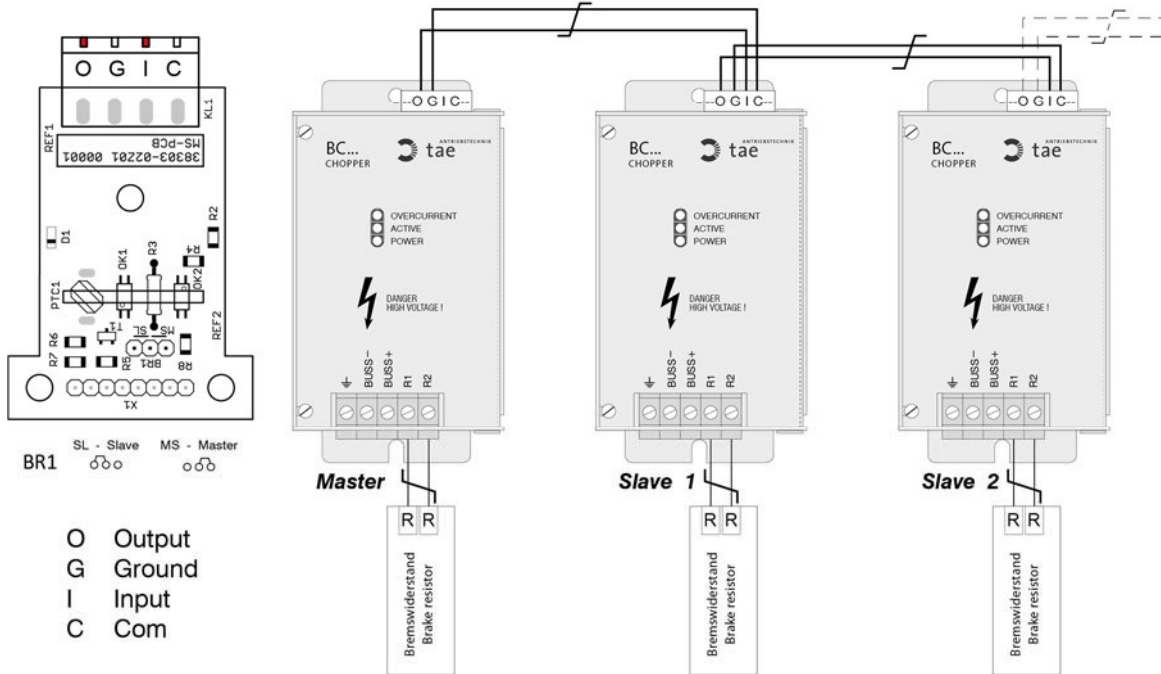 O G I C
KL1
REF1
38303-02Z01 00001
MS-PCB
D1
R2
OK1
R3
R4
OK2
PTC1
REF2
T1
SL MS
R6
R7
R5
BR1
R8
X1
BR1
SL - Slave
MS - Master
O Output
G Ground
I Input
C Com
--O G I C--
BC...
CHOPPER
ANTRIEBSTECHNIK
tae
OVERCURRENT
ACTIVE
POWER
DANGER
HIGH VOLTAGE !
BUSS-
BUSS+
R1
R2
Master
R R
Bremswiderstand
Brake resistor
--O G I C--
BC...
CHOPPER
ANTRIEBSTECHNIK
tae
OVERCURRENT
ACTIVE
POWER
DANGER
HIGH VOLTAGE !
BUSS-
BUSS+
R1
R2
Slave 1
R R
Bremswiderstand
Brake resistor
--O G I C--
BC...
CHOPPER
ANTRIEBSTECHNIK
tae
OVERCURRENT
ACTIVE
POWER
DANGER
HIGH VOLTAGE !
BUSS-
BUSS+
R1
R2
Slave 2
R R
Bremswiderstand
Brake resistor